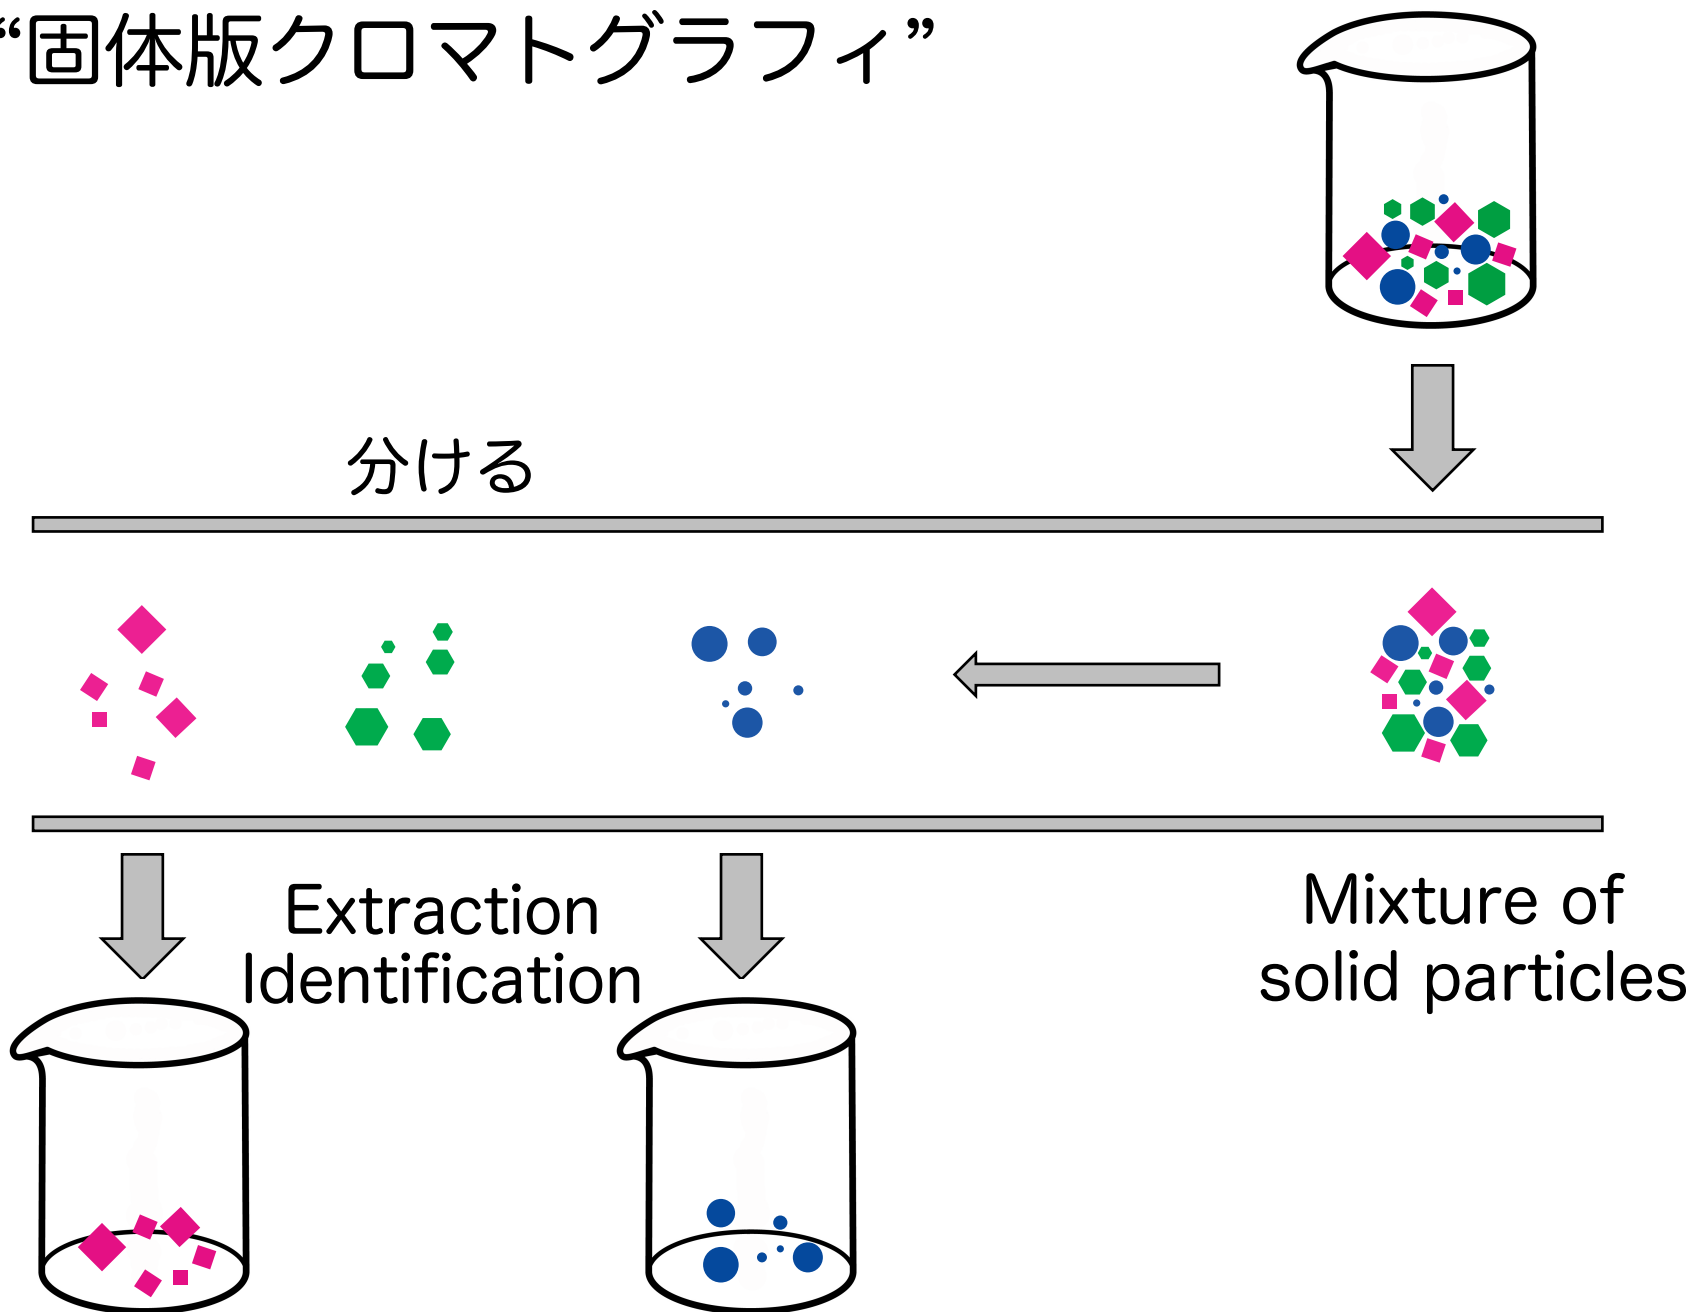 “固体版クロマトグラフィ”
分ける
Extraction
Identification
Mixture of
solid particles